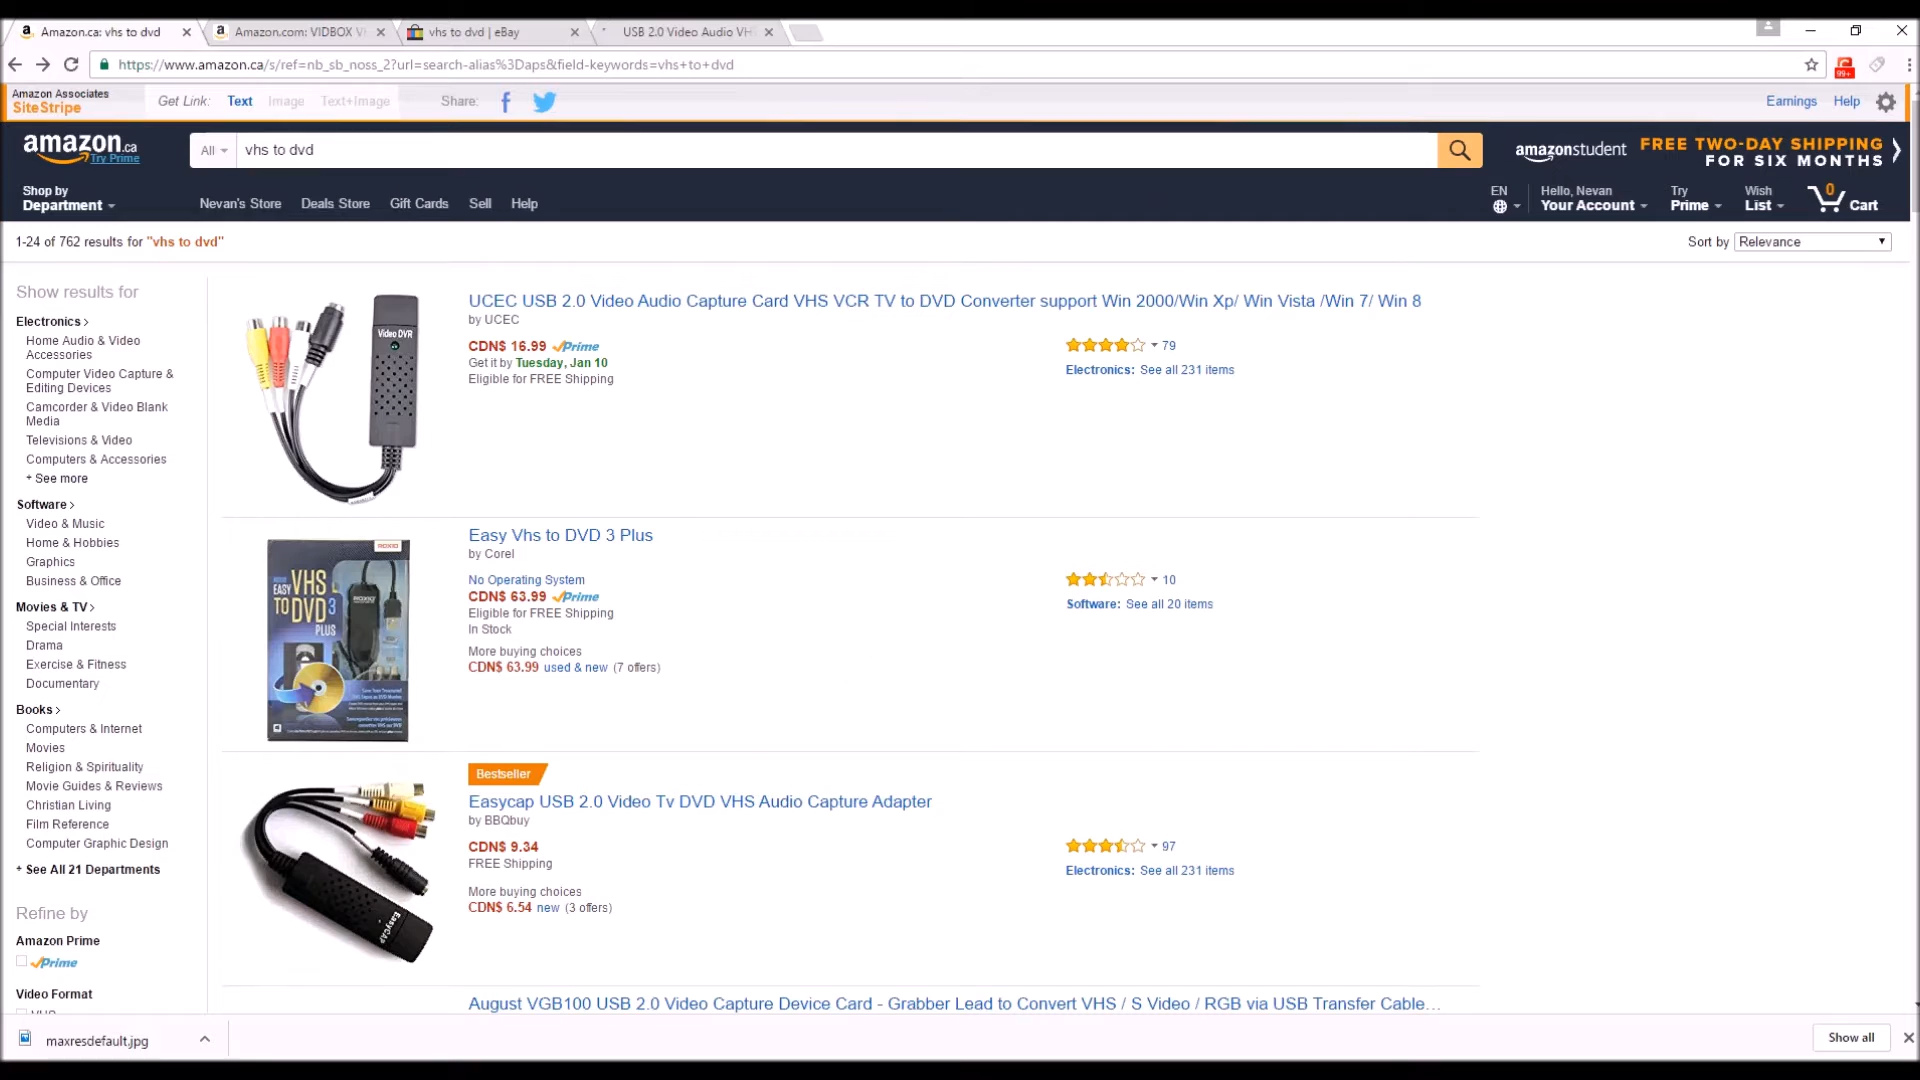 Amazon.ca: vhs to dvd
Amazon.com: VIDBOX V
vhs to dvd | eBay
USB 2.0 Video Audio VH
https://www.amazon.ca/s/ref=nb_sb_noss_2?url=search-alias%3Daps&field-keywords=vhs+to+dvd
99+
Amazon Associates
SiteStripe
Get Link: Text Image Text+Image
Share:
Earnings Help
amazon.ca
Try Prime
All
vhs to dvd
amazonstudent
FREE TWO-DAY SHIPPING
FOR SIX MONTHS
Shop by
Department
Nevan's Store Deals Store Gift Cards Sell Help
EN
Hello, Nevan
Your Account
Try
Prime
Wish
List
0
Cart
1-24 of 762 results for "vhs to dvd"
Sort by Relevance
Show results for
Electronics
Home Audio & Video
Accessories
Computer Video Capture &
Editing Devices
Camcorder & Video Blank
Media
Televisions & Video
Computers & Accessories
+ See more
Software
Video & Music
Home & Hobbies
Graphics
Business & Office
Movies & TV
Special Interests
Drama
Exercise & Fitness
Documentary
Books
Computers & Internet
Movies
Religion & Spirituality
Movie Guides & Reviews
Christian Living
Film Reference
Computer Graphic Design
+ See All 21 Departments
Refine by
Amazon Prime
Prime
Video Format
VHS
Video DVR
UCEC USB 2.0 Video Audio Capture Card VHS VCR TV to DVD Converter support Win 2000/Win Xp/ Win Vista /Win 7/ Win 8
by UCEC
CDN$ 16.99 Prime
Get it by Tuesday, Jan 10
Eligible for FREE Shipping
79
Electronics: See all 231 items
ROXIO
EASY VHS
TO DVD 3
PLUS
Easy Vhs to DVD 3 Plus
by Corel
No Operating System
CDN$ 63.99 Prime
Eligible for FREE Shipping
In Stock
More buying choices
CDN$ 63.99 used & new (7 offers)
10
Software: See all 20 items
EasyCAP
Bestseller
Easycap USB 2.0 Video Tv DVD VHS Audio Capture Adapter
by BBQbuy
CDN$ 9.34
FREE Shipping
More buying choices
CDN$ 6.54 new (3 offers)
97
Electronics: See all 231 items
August VGB100 USB 2.0 Video Capture Device Card - Grabber Lead to Convert VHS / S Video / RGB via USB Transfer Cable...
maxresdefault.jpg
Show all